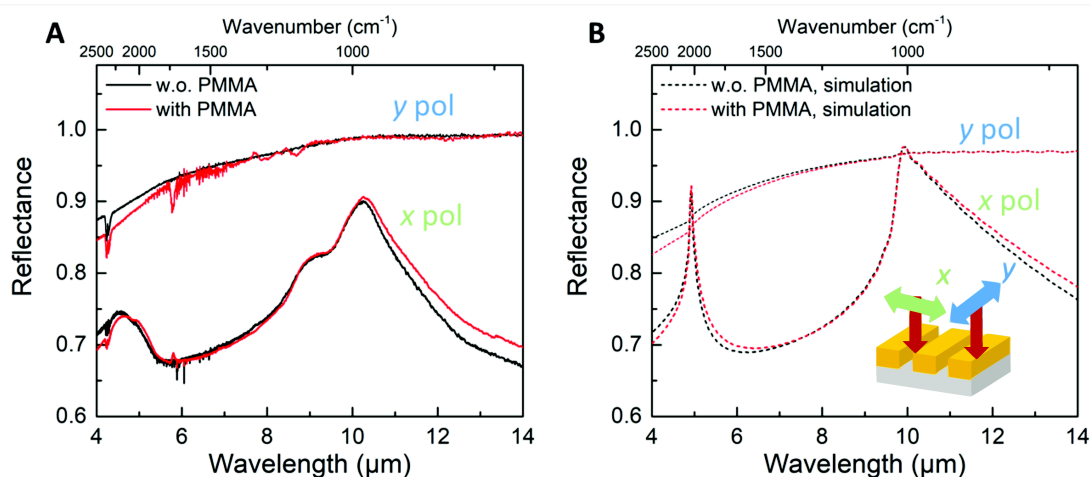 A
Wavenumber (cm⁻¹)
2500 2000 1500 1000
w.o. PMMA
with PMMA
y pol
x pol
1.0
0.9
0.8
0.7
0.6
Reflectance
4 6 8 10 12 14
Wavelength (µm)
B
Wavenumber (cm⁻¹)
2500 2000 1500 1000
w.o. PMMA, simulation
with PMMA, simulation
y pol
x pol
x
y
1.0
0.9
0.8
0.7
0.6
Reflectance
4 6 8 10 12 14
Wavelength (µm)